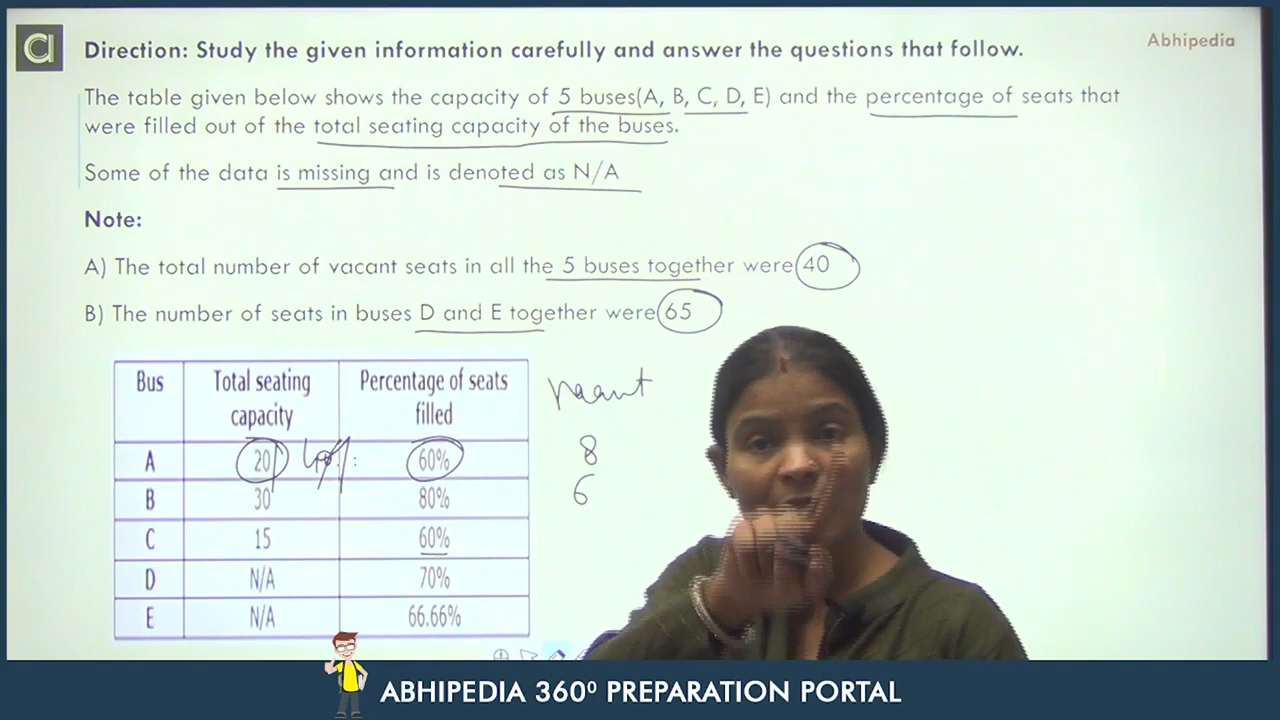 Abhipedia
Direction: Study the given information carefully and answer the questions that follow.
The table given below shows the capacity of 5 buses(A, B, C, D, E) and the percentage of seats that
were filled out of the total seating capacity of the buses.
Some of the data is missing and is denoted as N/A
Note:
A) The total number of vacant seats in all the 5 buses together were 40
B) The number of seats in buses D and E together were 65
Bus Total seating capacity Percentage of seats filled
A 20 60% 8
B 30 80% 6
C 15 60%
D N/A 70%
E N/A 66.66%
ABHIPEDIA 360⁰ PREPARATION PORTAL